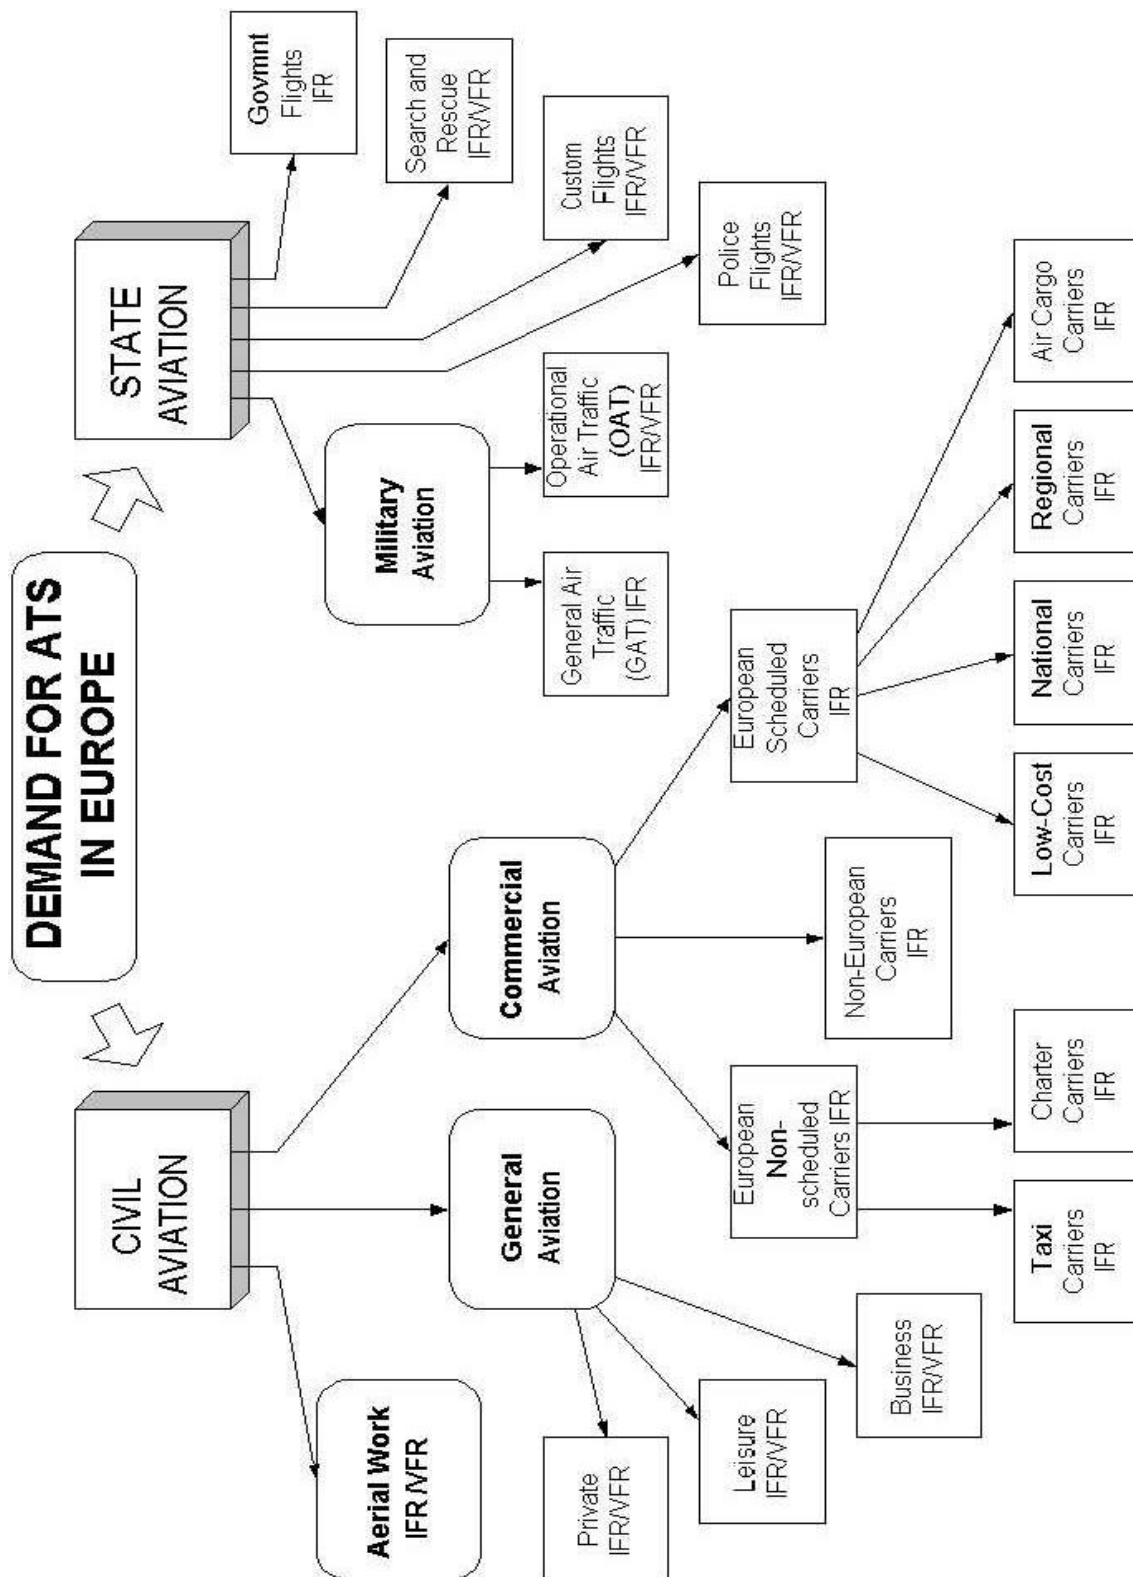 DEMAND FOR ATS
IN EUROPE
CIVIL
AVIATION
STATE
AVIATION
Aerial Work
IFR/VFR
General
Aviation
Commercial
Aviation
Military
Aviation
Govmnt
Flights
IFR
Search and
Rescue
IFR/VFR
Custom
Flights
IFR/VFR
Police
Flights
IFR/VFR
Private
IFR/VFR
Leisure
IFR/VFR
Business
IFR/VFR
General Air
Traffic
(GAT) IFR
Operational
Air Traffic
(OAT)
IFR/VFR
European
Non-
scheduled
Carriers IFR
Non-European
Carriers
IFR
European
Scheduled
Carriers
IFR
Taxi
Carriers
IFR
Charter
Carriers
IFR
Low-Cost
Carriers
IFR
National
Carriers
IFR
Regional
Carriers
IFR
Air Cargo
Carriers
IFR